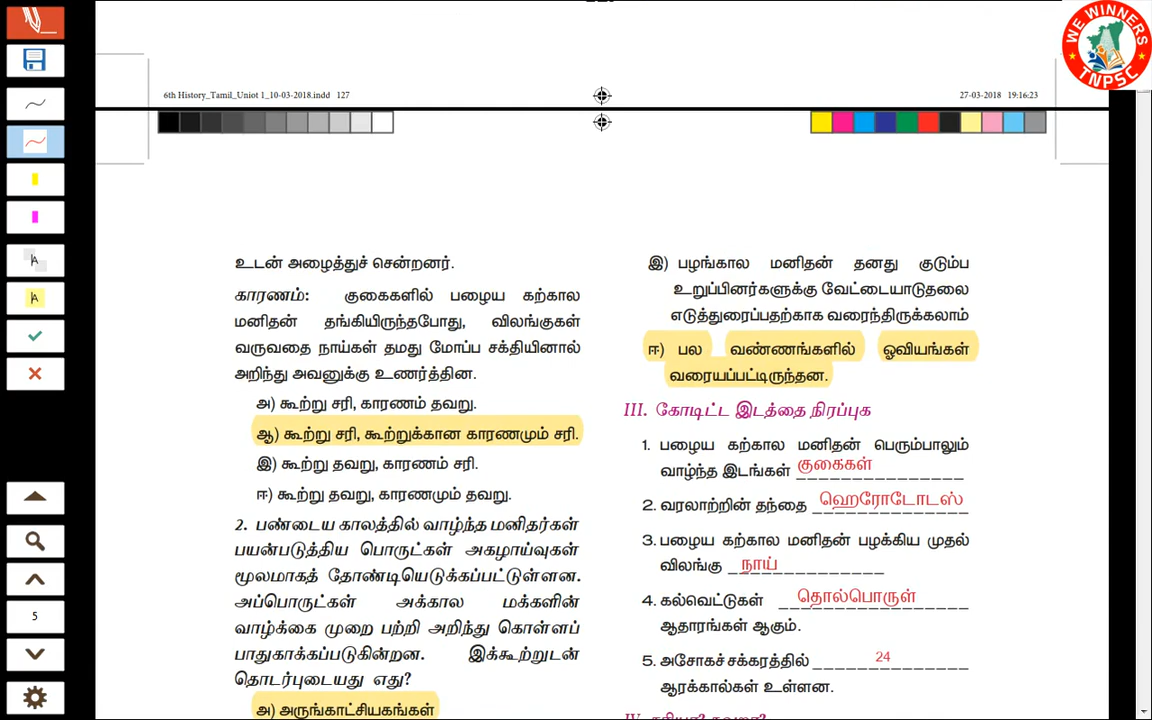 WE WINNERS
TNPSC
6th History_Tamil_Uniot 1_10-03-2018.indd 127
27-03-2018 19:16:23
உடன் அழைத்துச் சென்றனர்.
காரணம்: குகைகளில் பழைய கற்கால
மனிதன் தங்கியிருந்தபோது, விலங்குகள்
வருவதை நாய்கள் தமது மோப்ப சக்தியினால்
அறிந்து அவனுக்கு உணர்த்தின.
அ) கூற்று சரி, காரணம் தவறு.
ஆ) கூற்று சரி, கூற்றுக்கான காரணமும் சரி.
இ) கூற்று தவறு, காரணம் சரி.
ஈ) கூற்று தவறு, காரணமும் தவறு.
2. பண்டைய காலத்தில் வாழ்ந்த மனிதர்கள்
பயன்படுத்திய பொருட்கள் அகழாய்வுகள்
மூலமாகத் தோண்டியெடுக்கப்பட்டுள்ளன.
அப்பொருட்கள் அக்கால மக்களின்
வாழ்க்கை முறை பற்றி அறிந்து கொள்ளப்
பாதுகாக்கப்படுகின்றன. இக்கூற்றுடன்
தொடர்புடையது எது?
அ) அருங்காட்சியகங்கள்
இ) பழங்கால மனிதன் தனது குடும்ப
உறுப்பினர்களுக்கு வேட்டையாடுதலை
எடுத்துரைப்பதற்காக வரைந்திருக்கலாம்
ஈ) பல வண்ணங்களில் ஓவியங்கள்
வரையப்பட்டிருந்தன.
III. கோடிட்ட இடத்தை நிரப்புக
1. பழைய கற்கால மனிதன் பெரும்பாலும்
வாழ்ந்த இடங்கள் குகைகள்
2. வரலாற்றின் தந்தை ஹெரோடோடஸ்
3. பழைய கற்கால மனிதன் பழக்கிய முதல்
விலங்கு நாய்
4. கல்வெட்டுகள் தொல்பொருள்
ஆதாரங்கள் ஆகும்.
5. அசோகச் சக்கரத்தில் 24
ஆரக்கால்கள் உள்ளன.
IV. சரியா? தவறா?
5